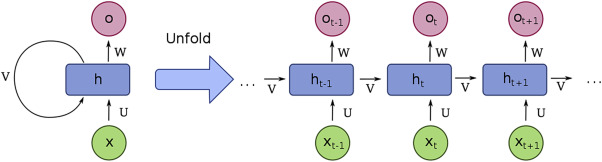 o
W
V
h
U
x
Unfold
o_{t-1} o_t o_{t+1}
W W W
... V h_{t-1} V h_t V h_{t+1} V ...
U U U
x_{t-1} x_t x_{t+1}